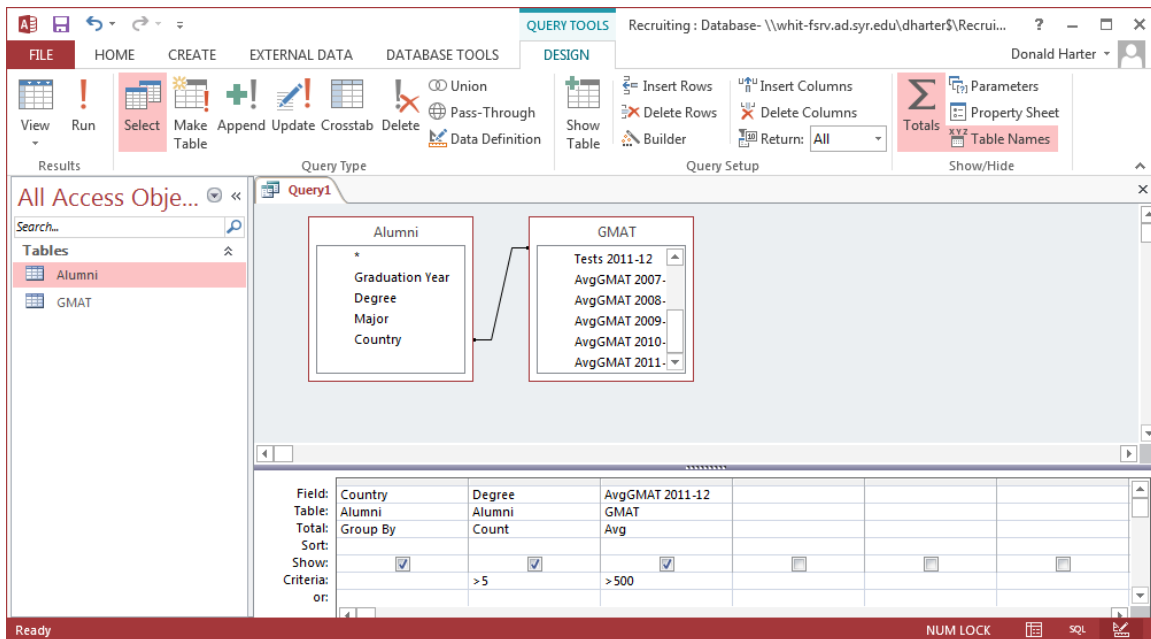 QUERY TOOLS Recruiting : Database- \\whit-fsrv.ad.syr.edu\dharter$\Recrui... ?
FILE HOME CREATE EXTERNAL DATA DATABASE TOOLS DESIGN Donald Harter
View Run Select Make Table Append Update Crosstab Delete
Union
Pass-Through
Data Definition
Show Table
Insert Rows
Delete Rows
Builder
Insert Columns
Delete Columns
Return: All
Totals
Parameters
Property Sheet
XYZ Table Names
Results Query Type Query Setup Show/Hide
All Access Obje... «
Search...
Tables
Alumni
GMAT
Query1
Alumni
*
Graduation Year
Degree
Major
Country
GMAT
Tests 2011-12
AvgGMAT 2007-
AvgGMAT 2008-
AvgGMAT 2009-
AvgGMAT 2010-
AvgGMAT 2011-
Field: Country Degree AvgGMAT 2011-12
Table: Alumni Alumni GMAT
Total: Group By Count Avg
Sort:
Show:
Criteria: >5 >500
or:
Ready NUM LOCK SQL